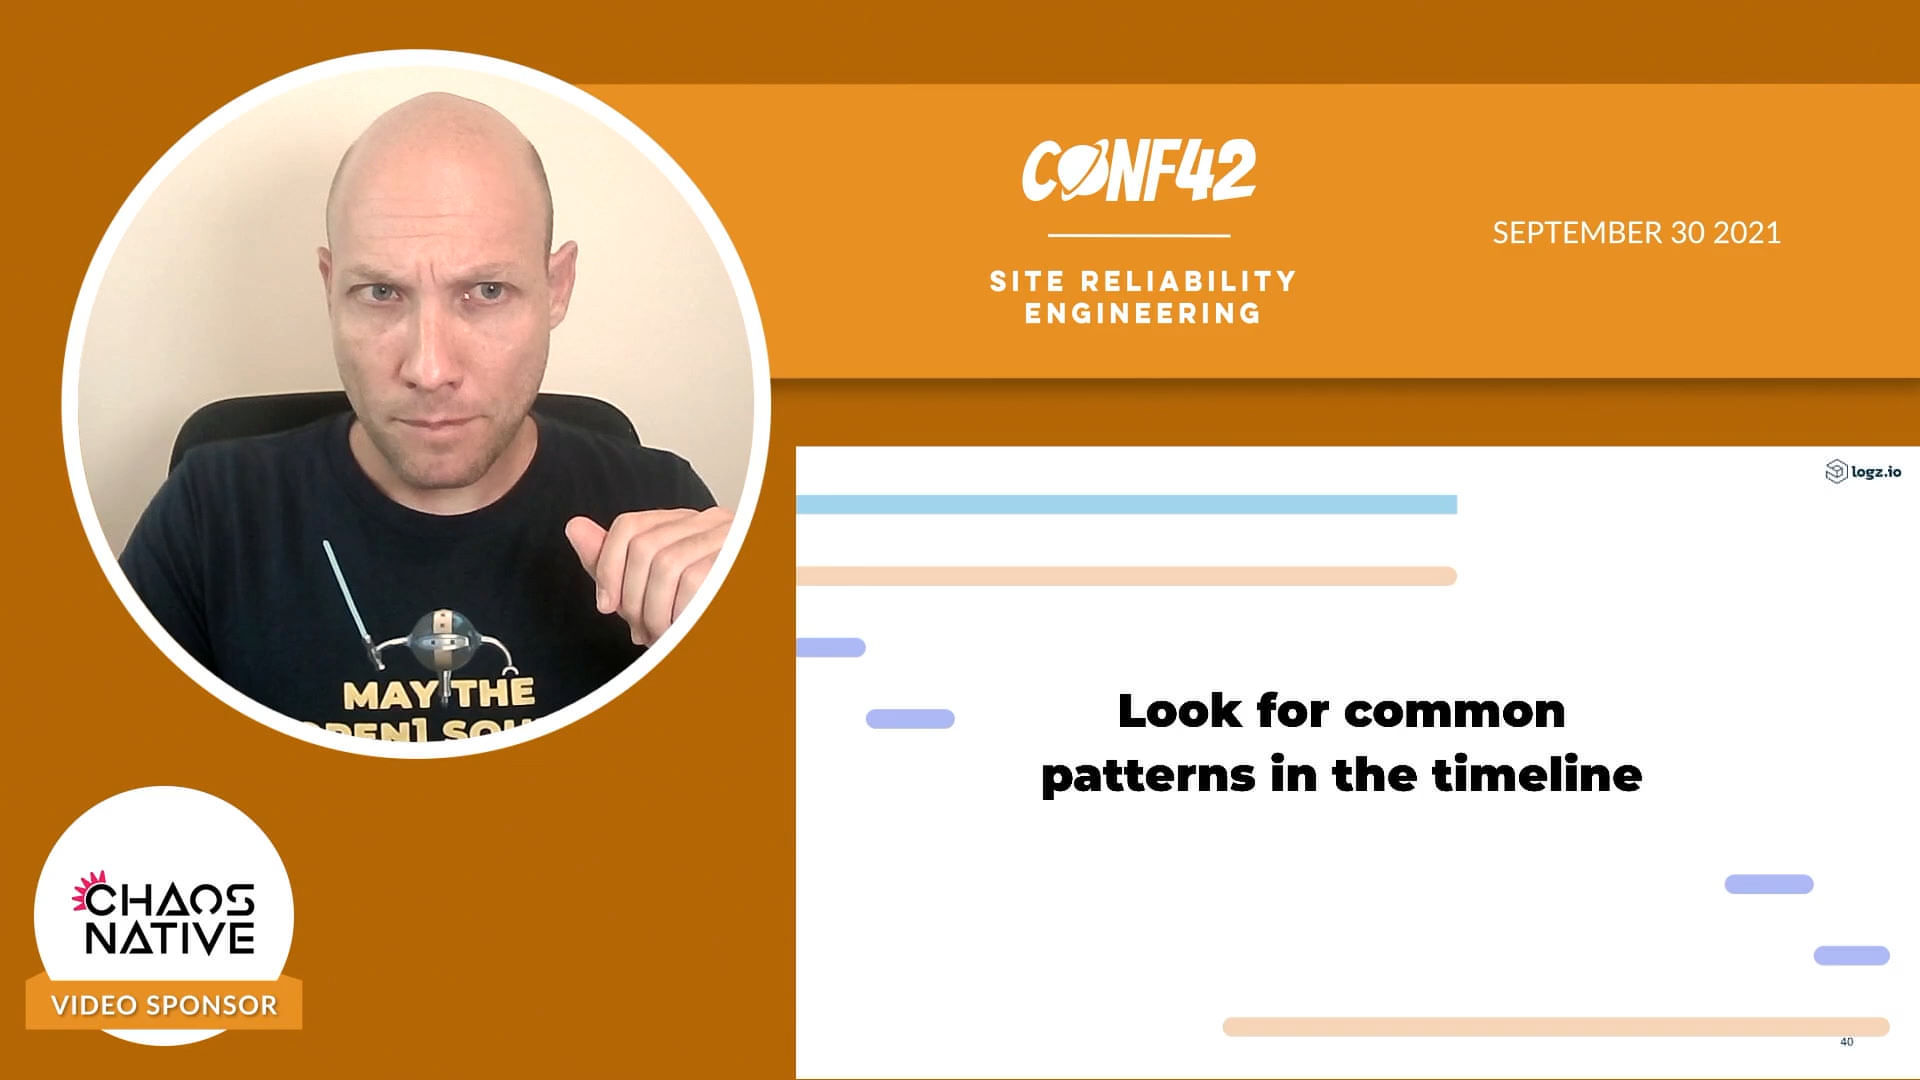 CONF42
SITE RELIABILITY
ENGINEERING
SEPTEMBER 30 2021
MAY THE
logz.io
Look for common
patterns in the timeline
40
CHAOS
NATIVE
VIDEO SPONSOR